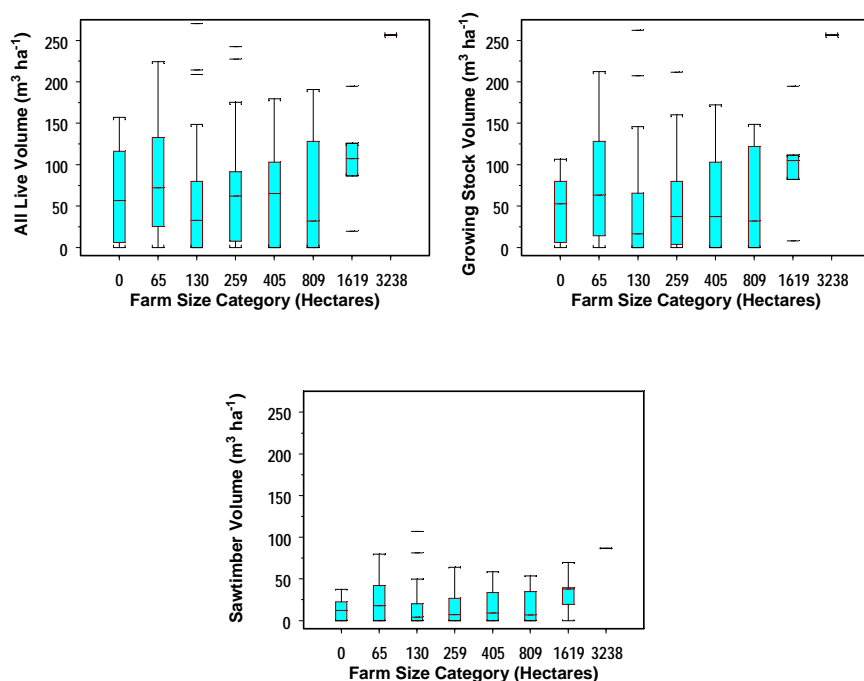 All Live Volume (m³ ha⁻¹)
250
200
150
100
50
0
0 65 130 259 405 809 1619 3238
Farm Size Category (Hectares)
Growing Stock Volume (m³ ha⁻¹)
250
200
150
100
50
0
0 65 130 259 405 809 1619 3238
Farm Size Category (Hectares)
Sawtimber Volume (m³ ha⁻¹)
250
200
150
100
50
0
0 65 130 259 405 809 1619 3238
Farm Size Category (Hectares)